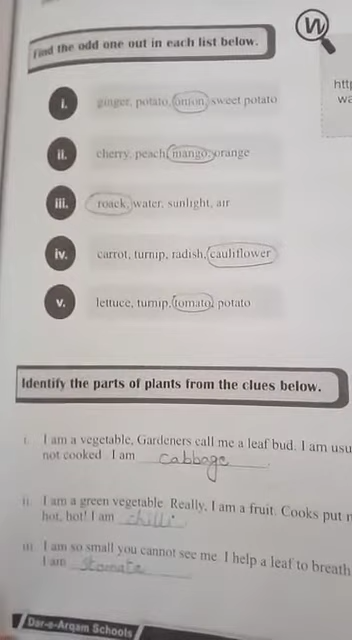 W
Find the odd one out in each list below.
http
wa
i. ginger, potato, onion, sweet potato
ii. cherry, peach, mango, orange
iii. roack, water, sunlight, air
iv. carrot, turnip, radish, cauliflower
v. lettuce, turnip, tomato, potato
Identify the parts of plants from the clues below.
i. I am a vegetable, Gardeners call me a leaf bud. I am usu
not cooked. I am cabbage.
ii. I am a green vegetable. Really, I am a fruit. Cooks put
hot, hot! I am chilli
iii. I am so small you cannot see me. I help a leaf to breath
I am Stomata
Dar-e-Arqam Schools